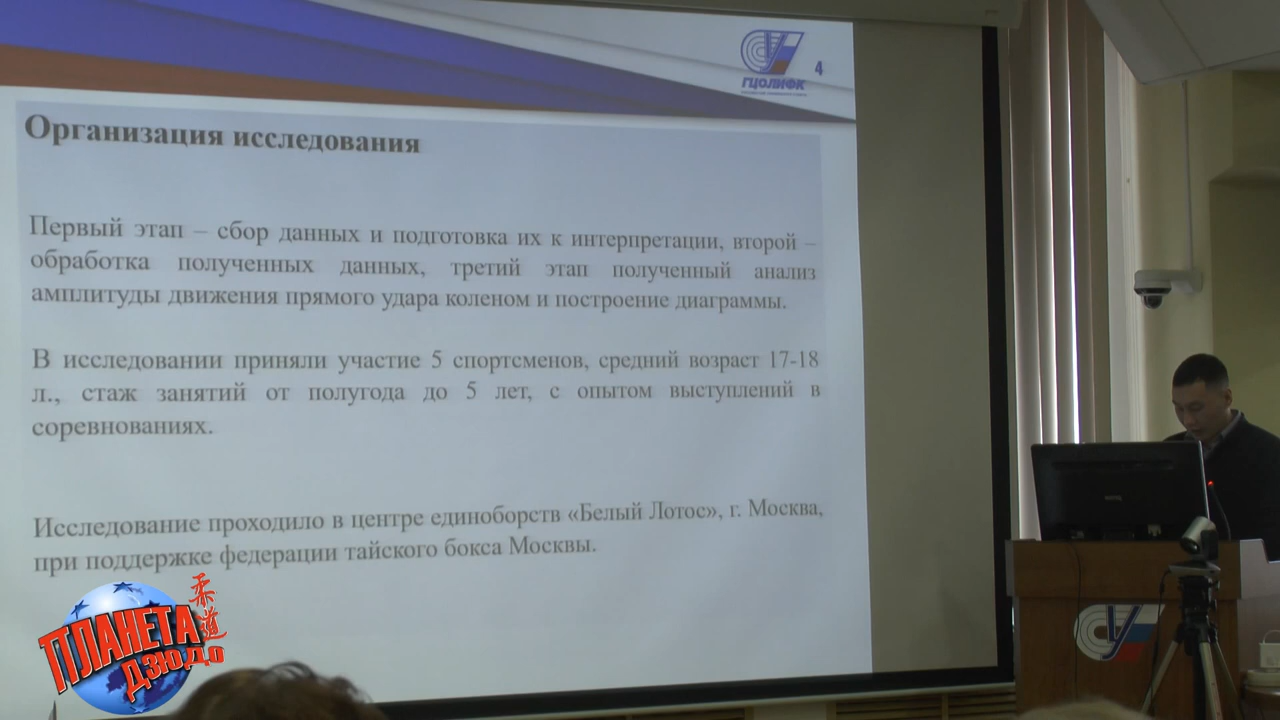 ГЦОЛИФК
4
Организация исследования
Первый этап – сбор данных и подготовка их к интерпретации, второй –
обработка полученных данных, третий этап полученный анализ
амплитуды движения прямого удара коленом и построение диаграммы.
В исследовании приняли участие 5 спортсменов, средний возраст 17-18
л., стаж занятий от полугода до 5 лет, с опытом выступлений в
соревнованиях.
Исследование проходило в центре единоборств «Белый Лотос», г. Москва,
при поддержке федерации тайского бокса Москвы.
ПЛАНЕТА
ДЗЮДО
柔道